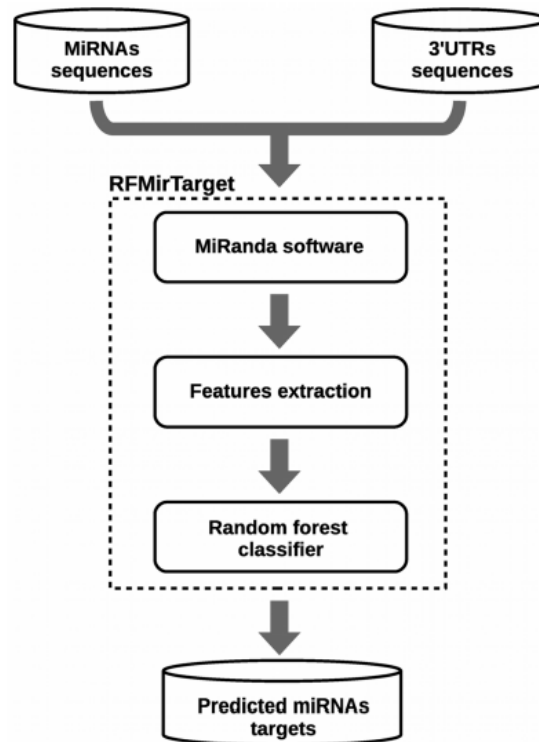 MiRNAs
sequences
3'UTRs
sequences
RFMirTarget
MiRanda software
Features extraction
Random forest
classifier
Predicted miRNAs
targets